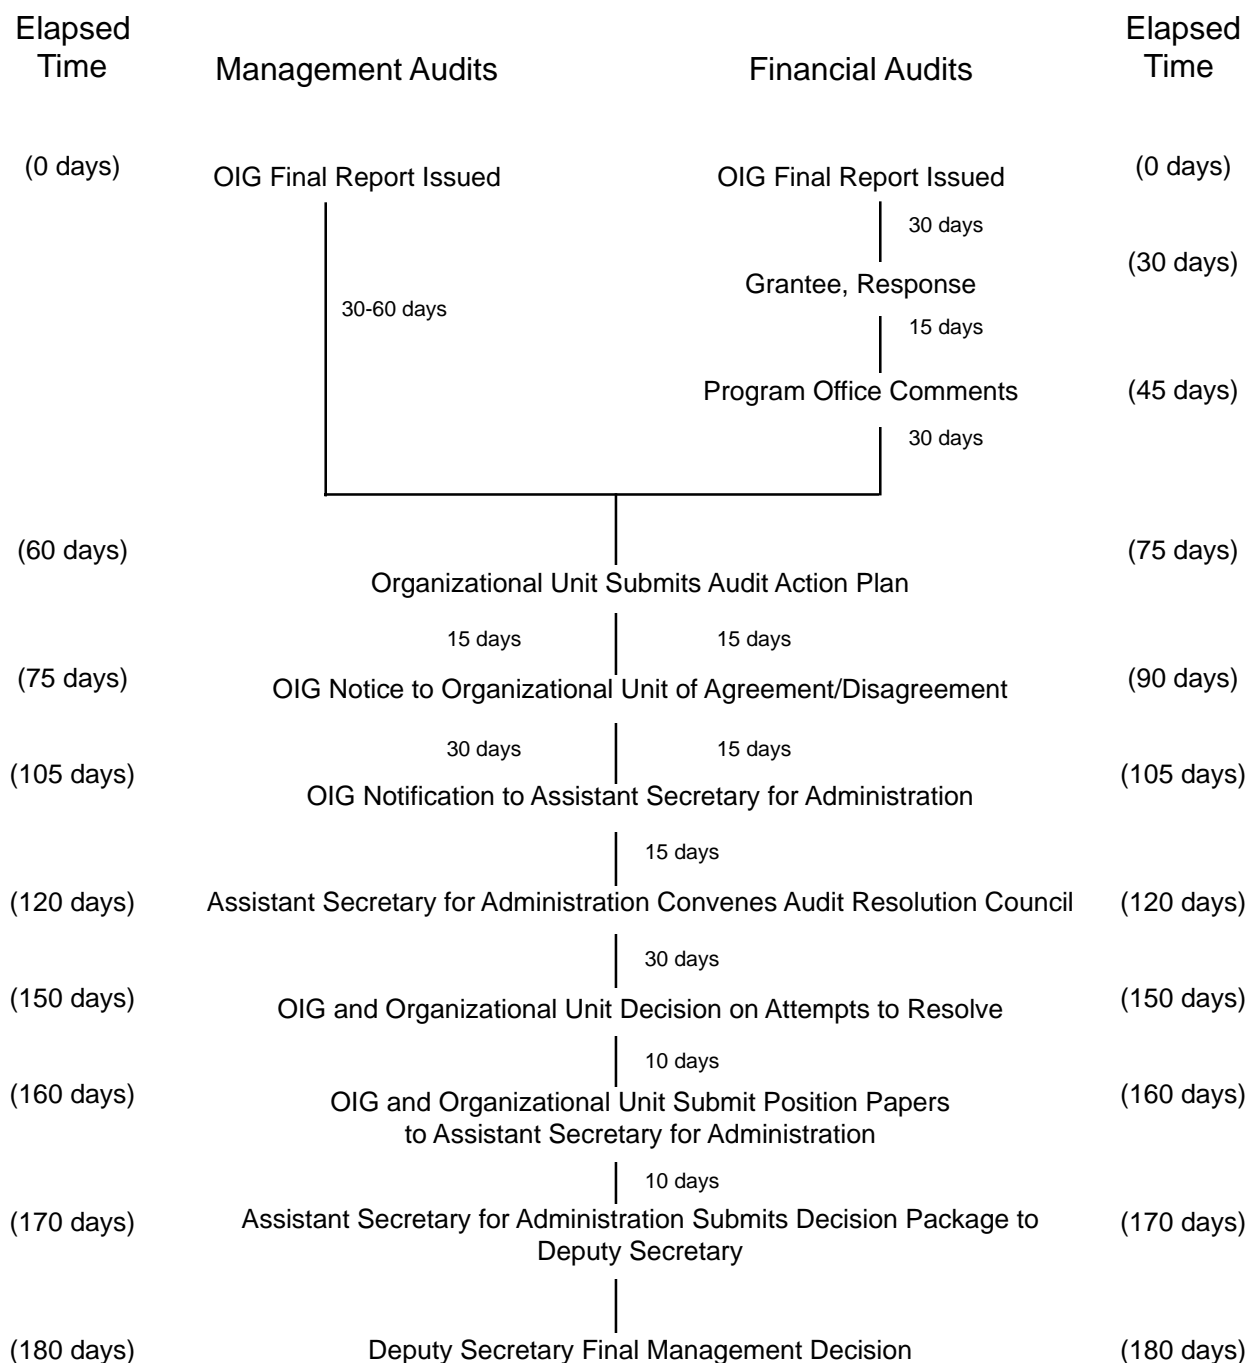 Elapsed
Time
Management Audits
Financial Audits
Elapsed
Time
(0 days)
OIG Final Report Issued
OIG Final Report Issued
(0 days)
30 days
(30 days)
Grantee, Response
30-60 days
15 days
Program Office Comments
(45 days)
30 days
(60 days)
(75 days)
Organizational Unit Submits Audit Action Plan
15 days
15 days
(75 days)
OIG Notice to Organizational Unit of Agreement/Disagreement
(90 days)
30 days
15 days
(105 days)
OIG Notification to Assistant Secretary for Administration
(105 days)
15 days
(120 days)
Assistant Secretary for Administration Convenes Audit Resolution Council
(120 days)
30 days
(150 days)
OIG and Organizational Unit Decision on Attempts to Resolve
(150 days)
10 days
(160 days)
OIG and Organizational Unit Submit Position Papers
to Assistant Secretary for Administration
(160 days)
10 days
(170 days)
Assistant Secretary for Administration Submits Decision Package to
Deputy Secretary
(170 days)
(180 days)
Deputy Secretary Final Management Decision
(180 days)